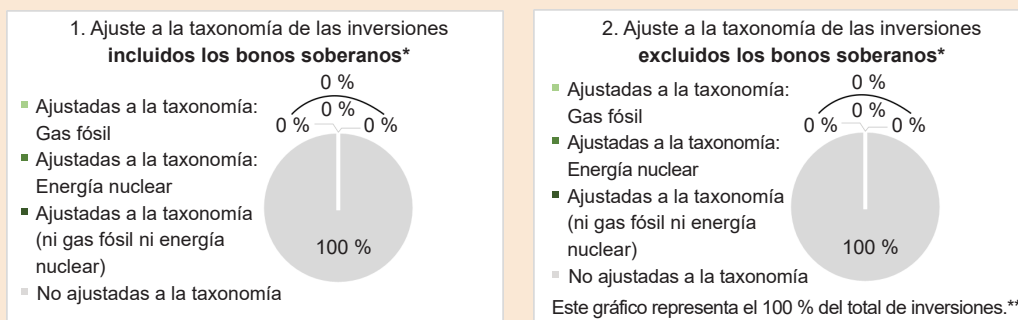 1. Ajuste a la taxonomía de las inversiones
incluidos los bonos soberanos*
Ajustadas a la taxonomía:
Gas fósil
Ajustadas a la taxonomía:
Energía nuclear
Ajustadas a la taxonomía
(ni gas fósil ni energía
nuclear)
No ajustadas a la taxonomía
0 %
0 %
0 %
0 %
100 %
2. Ajuste a la taxonomía de las inversiones
excluidos los bonos soberanos*
Ajustadas a la taxonomía:
Gas fósil
Ajustadas a la taxonomía:
Energía nuclear
Ajustadas a la taxonomía
(ni gas fósil ni energía
nuclear)
No ajustadas a la taxonomía
0 %
0 %
0 %
0 %
100 %
Este gráfico representa el 100 % del total de inversiones.**